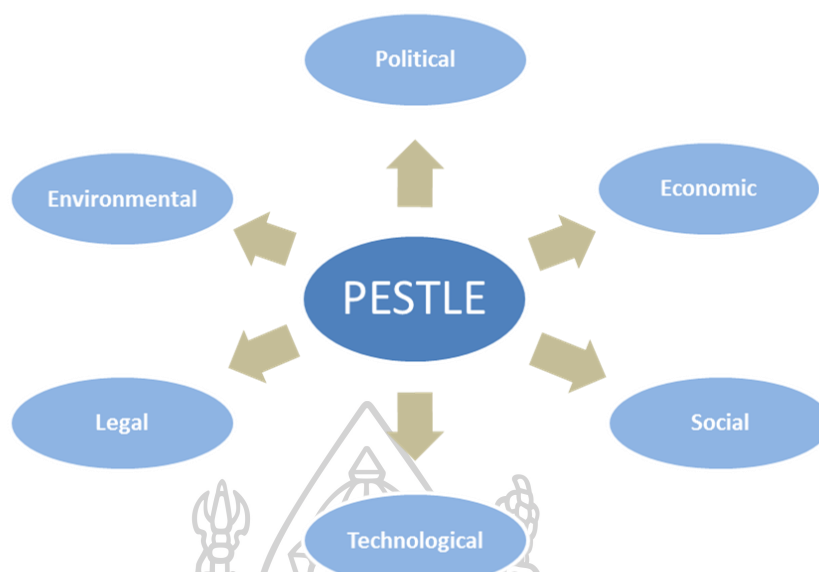 Political
Economic
Environmental
PESTLE
Legal
Social
Technological